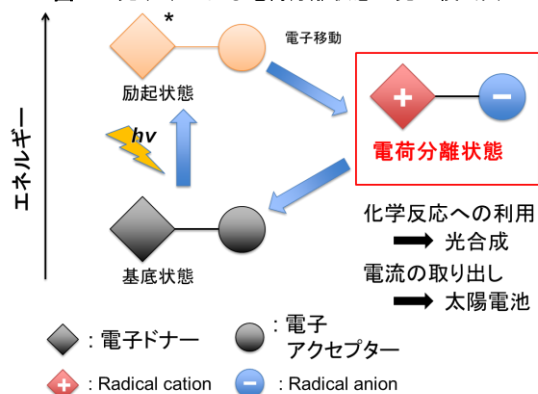 *
電子移動
励起状態
hν
電荷分離状態
エネルギー
化学反応への利用
光合成
基底状態
電流の取り出し
太陽電池
: 電子ドナー
: 電子
アクセプター
: Radical cation
: Radical anion